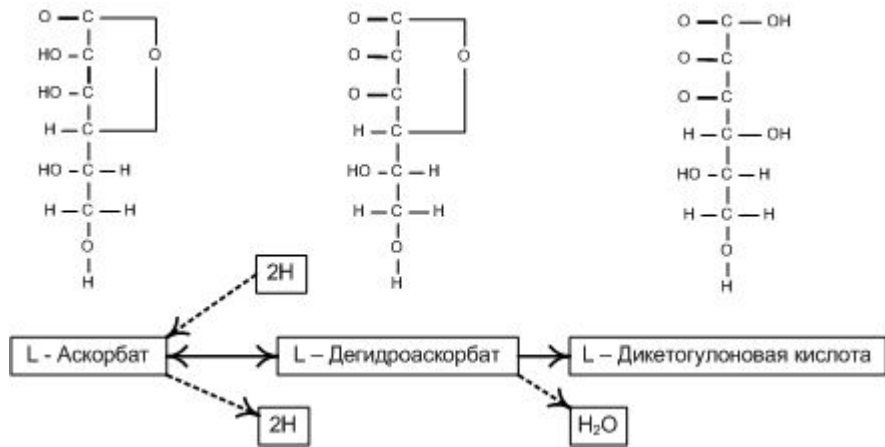 O C
HO C O
HO C
H C
HO C H
H C H
O
H
O C
O C O
O C
H C
HO C H
H C H
O
H
O C OH
O C
O C
H C OH
HO C H
H C H
O
H
2H
L - Аскорбат
L – Дегидроаскорбат
L – Дикетогулоновая кислота
2H
H₂O